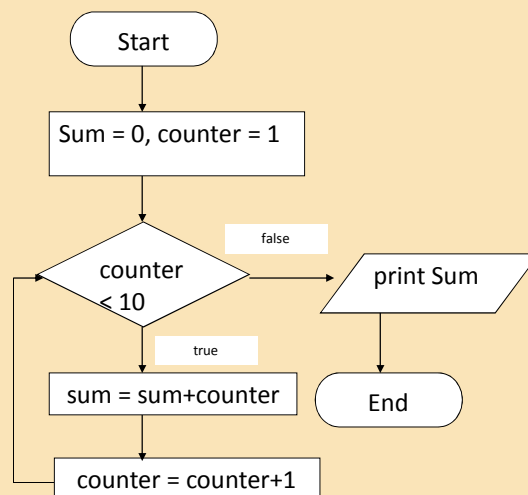 Start
Sum = 0, counter = 1
false
counter
< 10
print Sum
true
sum = sum+counter
End
counter = counter+1